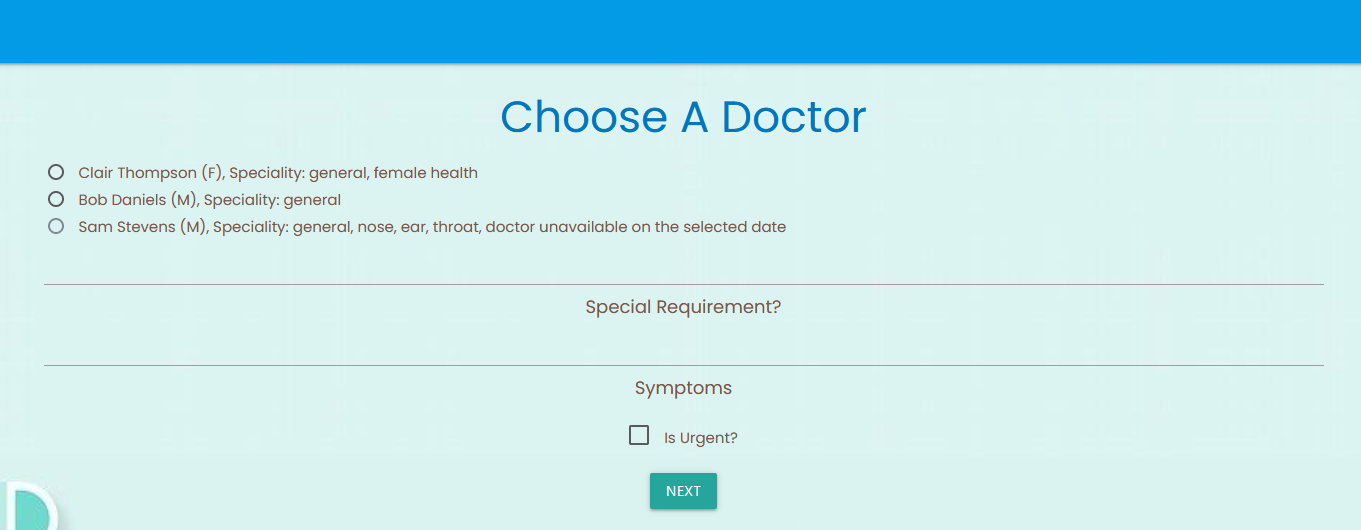 Choose A Doctor
Clair Thompson (F), Speciality: general, female health
Bob Daniels (M), Speciality: general
Sam Stevens (M), Speciality: general, nose, ear, throat, doctor unavailable on the selected date
Special Requirement?
Symptoms
Is Urgent?
NEXT